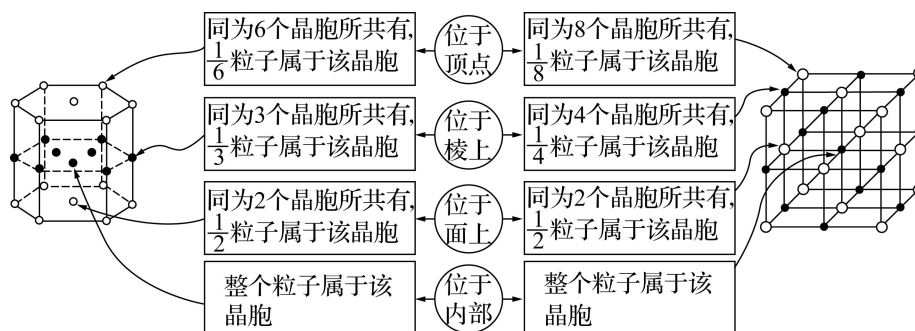 同为6个晶胞所共有,
1/6粒子属于该晶胞
位于
顶点
同为8个晶胞所共有,
1/8粒子属于该晶胞
同为3个晶胞所共有,
1/3粒子属于该晶胞
位于
棱上
同为4个晶胞所共有,
1/4粒子属于该晶胞
同为2个晶胞所共有,
1/2粒子属于该晶胞
位于
面上
同为2个晶胞所共有,
1/2粒子属于该晶胞
整个粒子属于该
晶胞
位于
内部
整个粒子属于该
晶胞